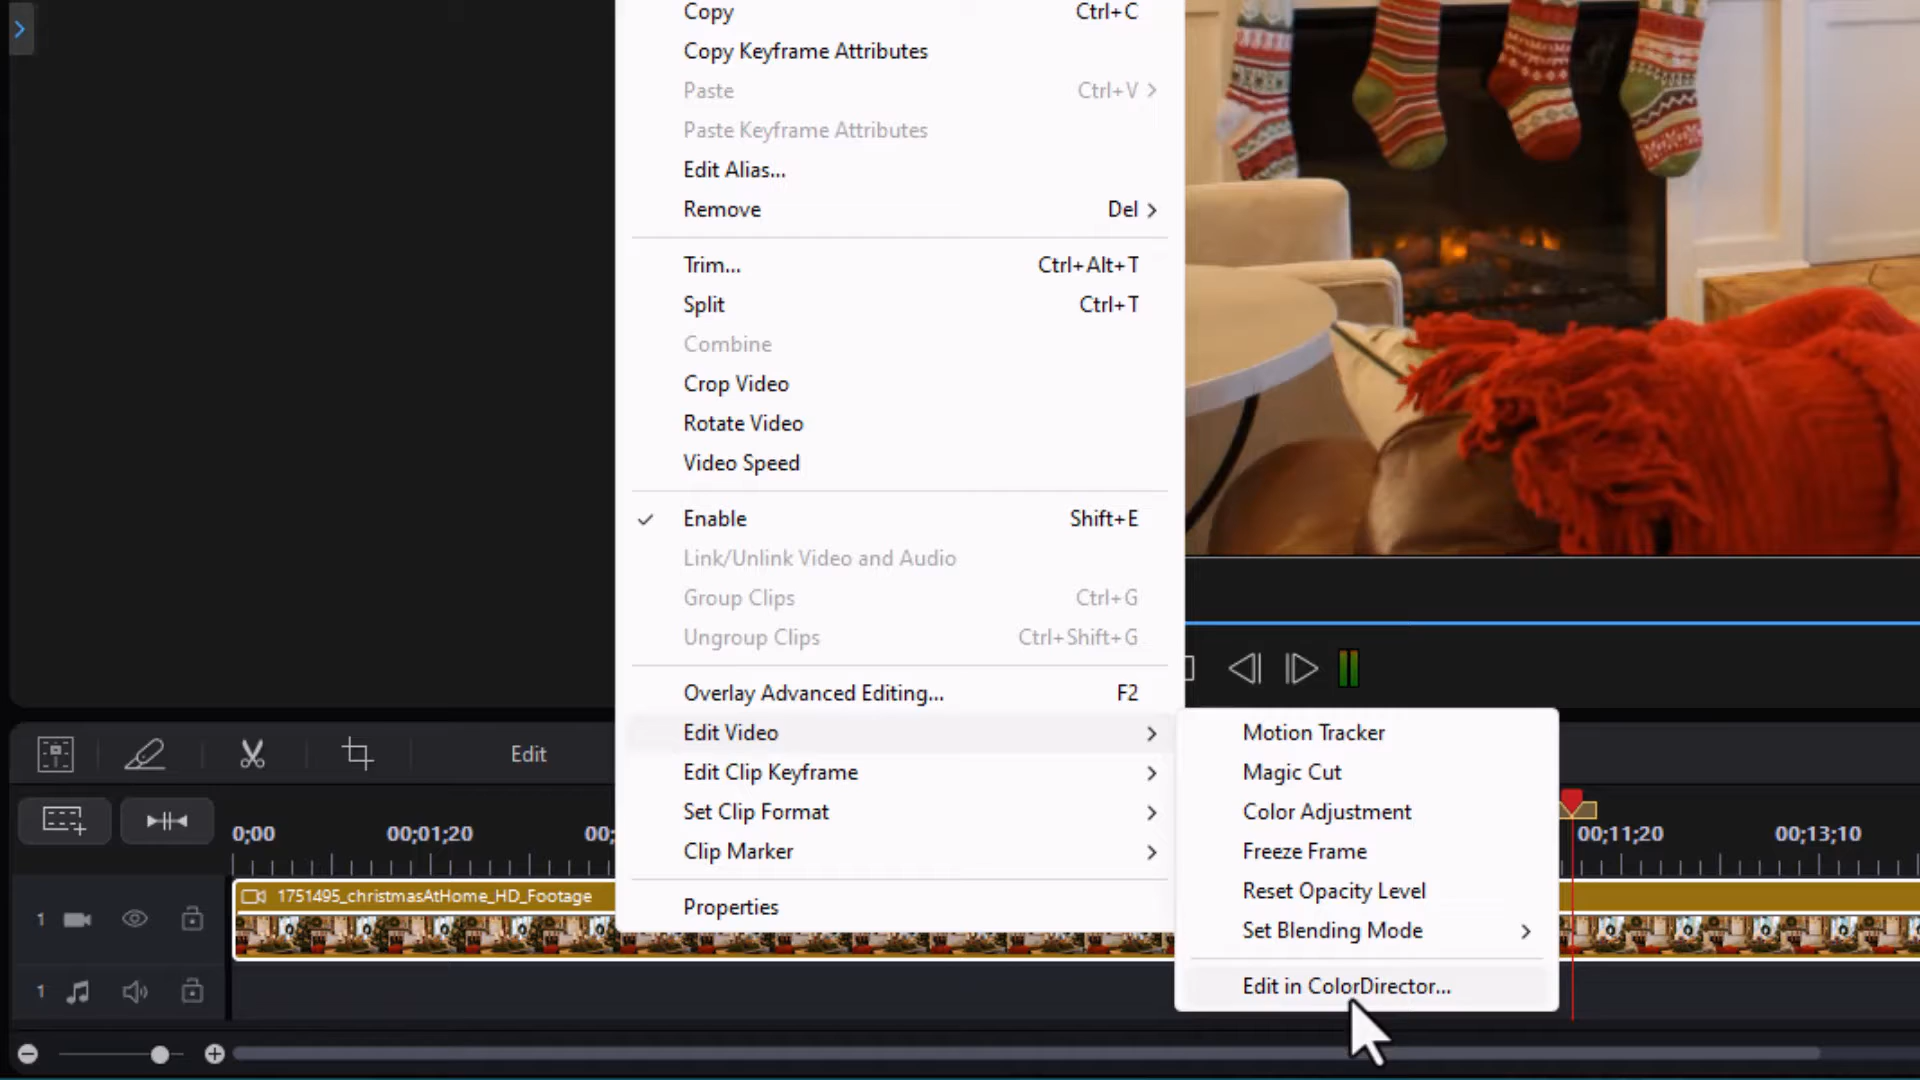 Copy Ctrl+C
Copy Keyframe Attributes
Paste Ctrl+V
Paste Keyframe Attributes
Edit Alias...
Remove Del
Trim... Ctrl+Alt+T
Split Ctrl+T
Combine
Crop Video
Rotate Video
Video Speed
Enable Shift+E
Link/Unlink Video and Audio
Group Clips Ctrl+G
Ungroup Clips Ctrl+Shift+G
Overlay Advanced Editing... F2
Edit Video
Edit Clip Keyframe
Set Clip Format
Clip Marker
Properties
Motion Tracker
Magic Cut
Color Adjustment
Freeze Frame
Reset Opacity Level
Set Blending Mode
Edit in ColorDirector...
Edit
0;00 00;01;20 00; 00;11;20 00;13;10
1 1751495_christmasAtHome_HD_Footage
1